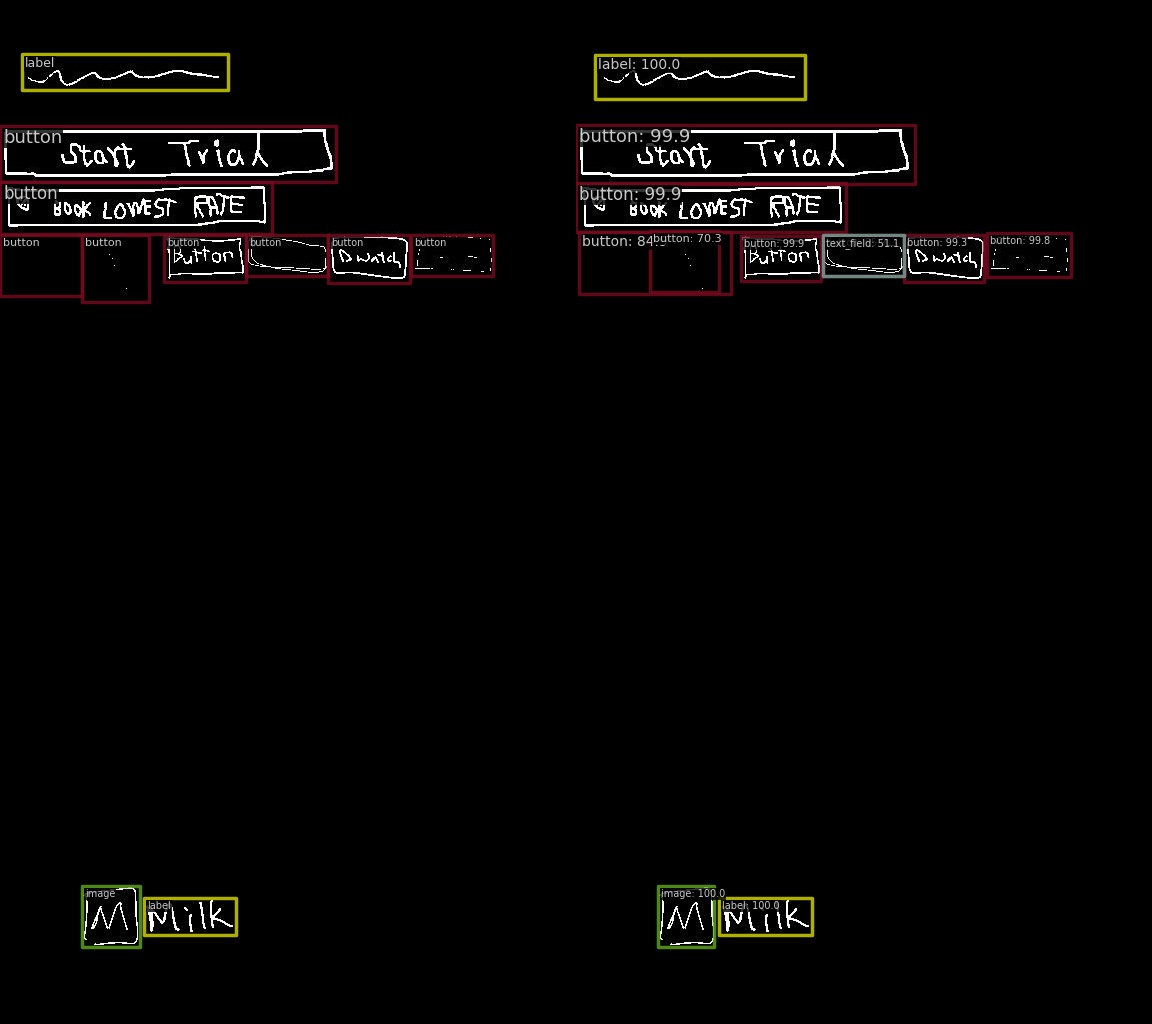 label label: 100.0
button button: 99.9
Start Trial Start Trial
button button: 99.9
BOOK LOWEST RATE BOOK LOWEST RATE
button button button button button button button: 84. button: 70.3 button: 99.9 text_field: 51.1 button: 99.3 button: 99.8
Button D watch Button D watch
image image: 100.0
label label: 100.0
M Milk M Milk